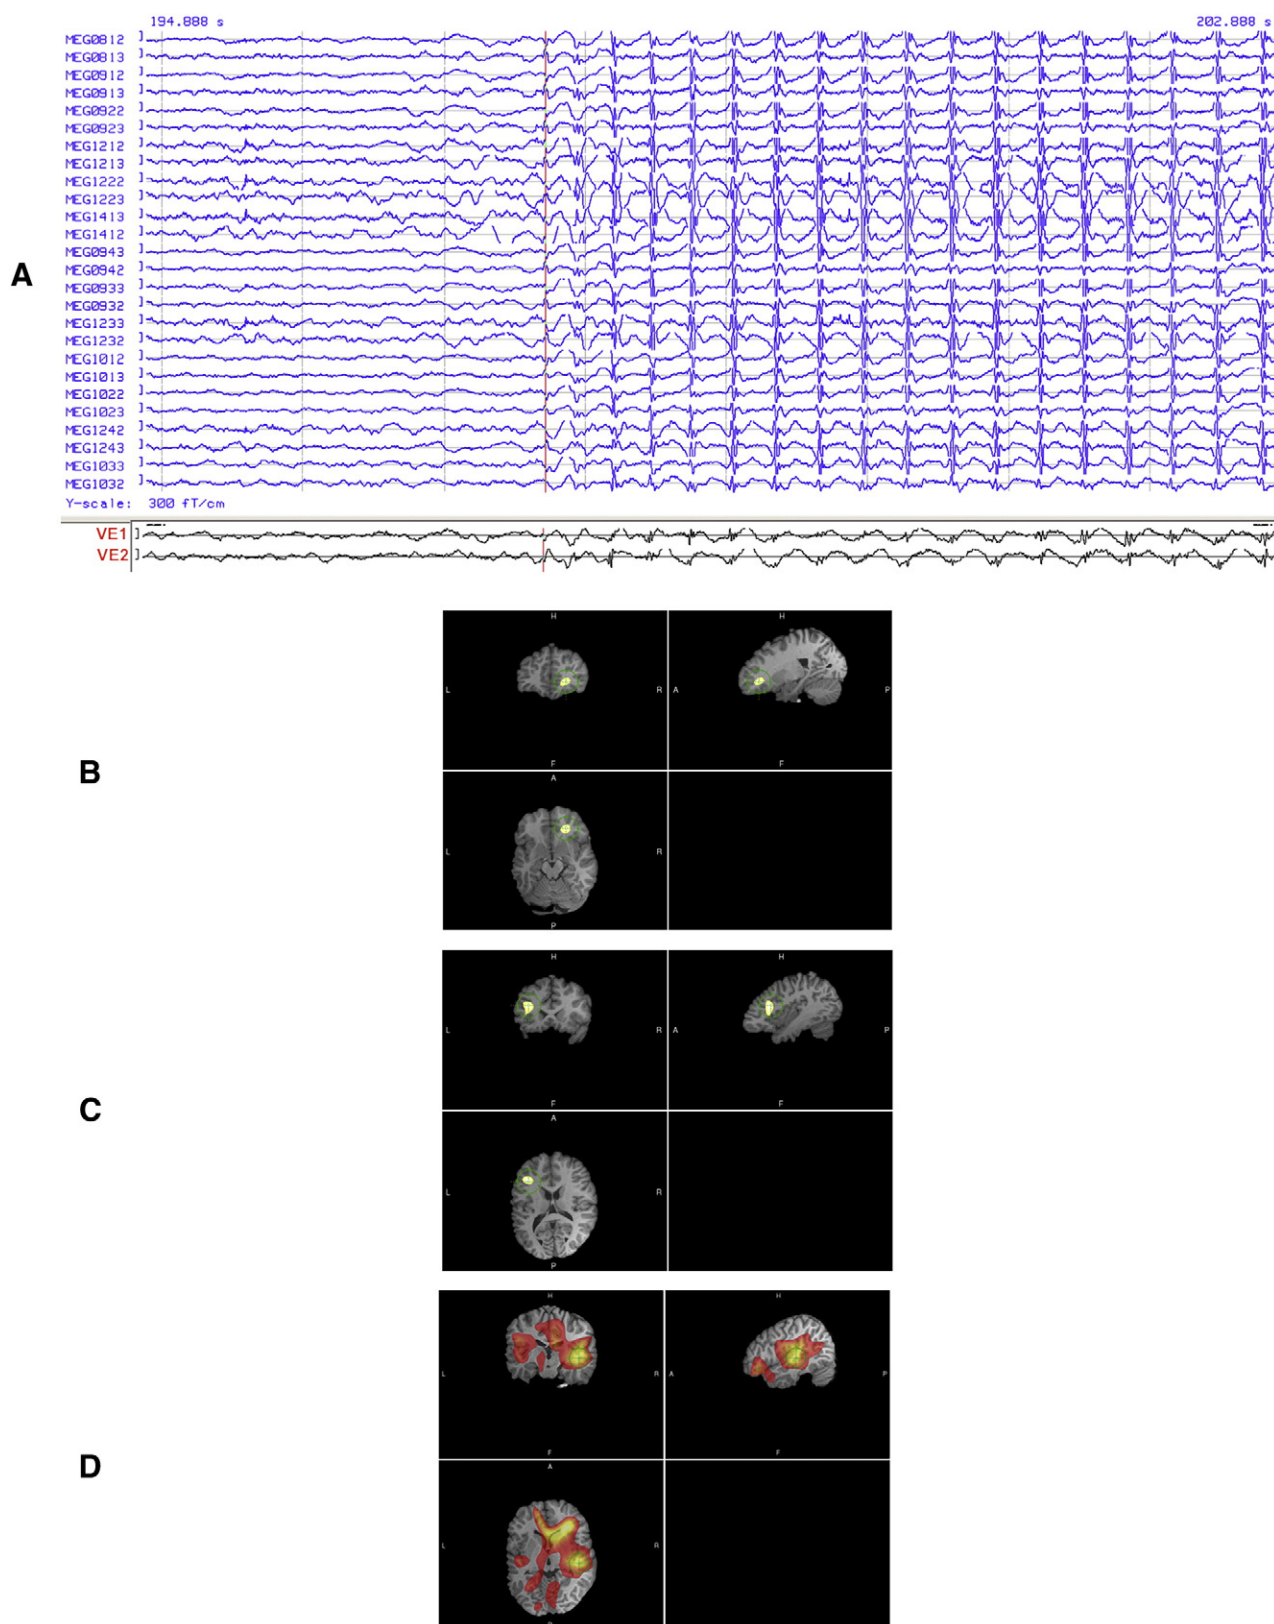 194.888 s 202.888 s
MEG0812
MEG0813
MEG0912
MEG0913
MEG0922
MEG0923
MEG1212
MEG1213
MEG1222
MEG1223
MEG1413
MEG1412
A
MEG0943
MEG0942
MEG0933
MEG0932
MEG1233
MEG1232
MEG1012
MEG1013
MEG1022
MEG1023
MEG1242
MEG1243
MEG1033
MEG1032
Y-scale: 300 fT/cm
VE1
VE2
H H
L R A P
B
F F
A
L R
P
H H
L R A P
C
F F
A
L R
P
H H
L R A P
F F
D
A
L R